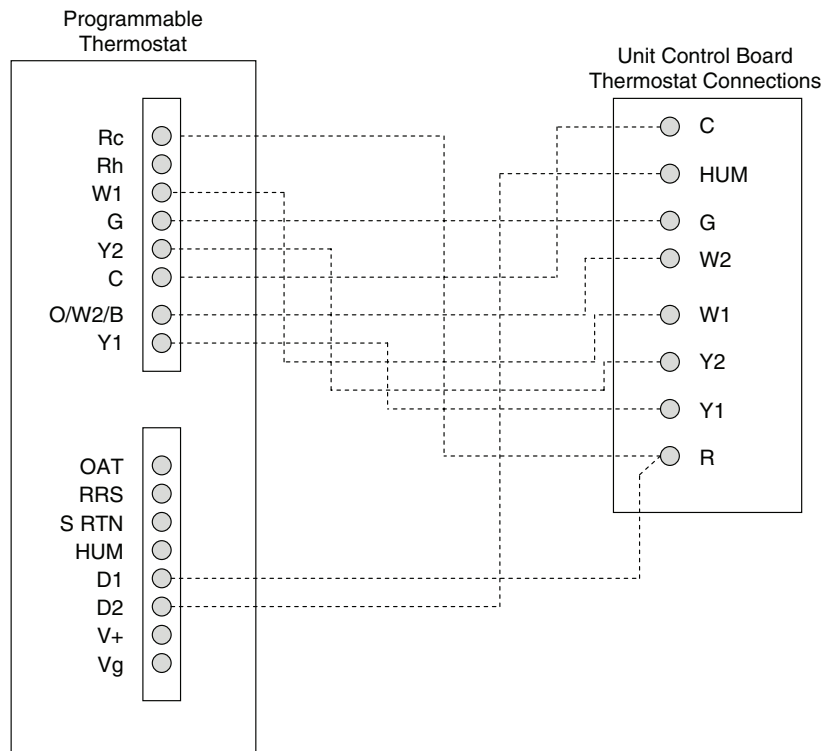 Programmable
Thermostat
Rc
Rh
W1
G
Y2
C
O/W2/B
Y1
OAT
RRS
S RTN
HUM
D1
D2
V+
Vg
Unit Control Board
Thermostat Connections
C
HUM
G
W2
W1
Y2
Y1
R